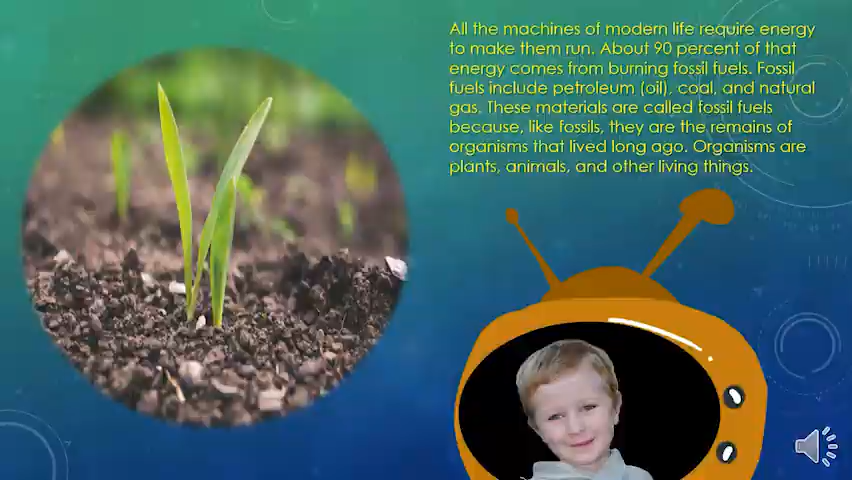 All the machines of modern life require energy
to make them run. About 90 percent of that
energy comes from burning fossil fuels. Fossil
fuels include petroleum (oil), coal, and natural
gas. These materials are called fossil fuels
because, like fossils, they are the remains of
organisms that lived long ago. Organisms are
plants, animals, and other living things.